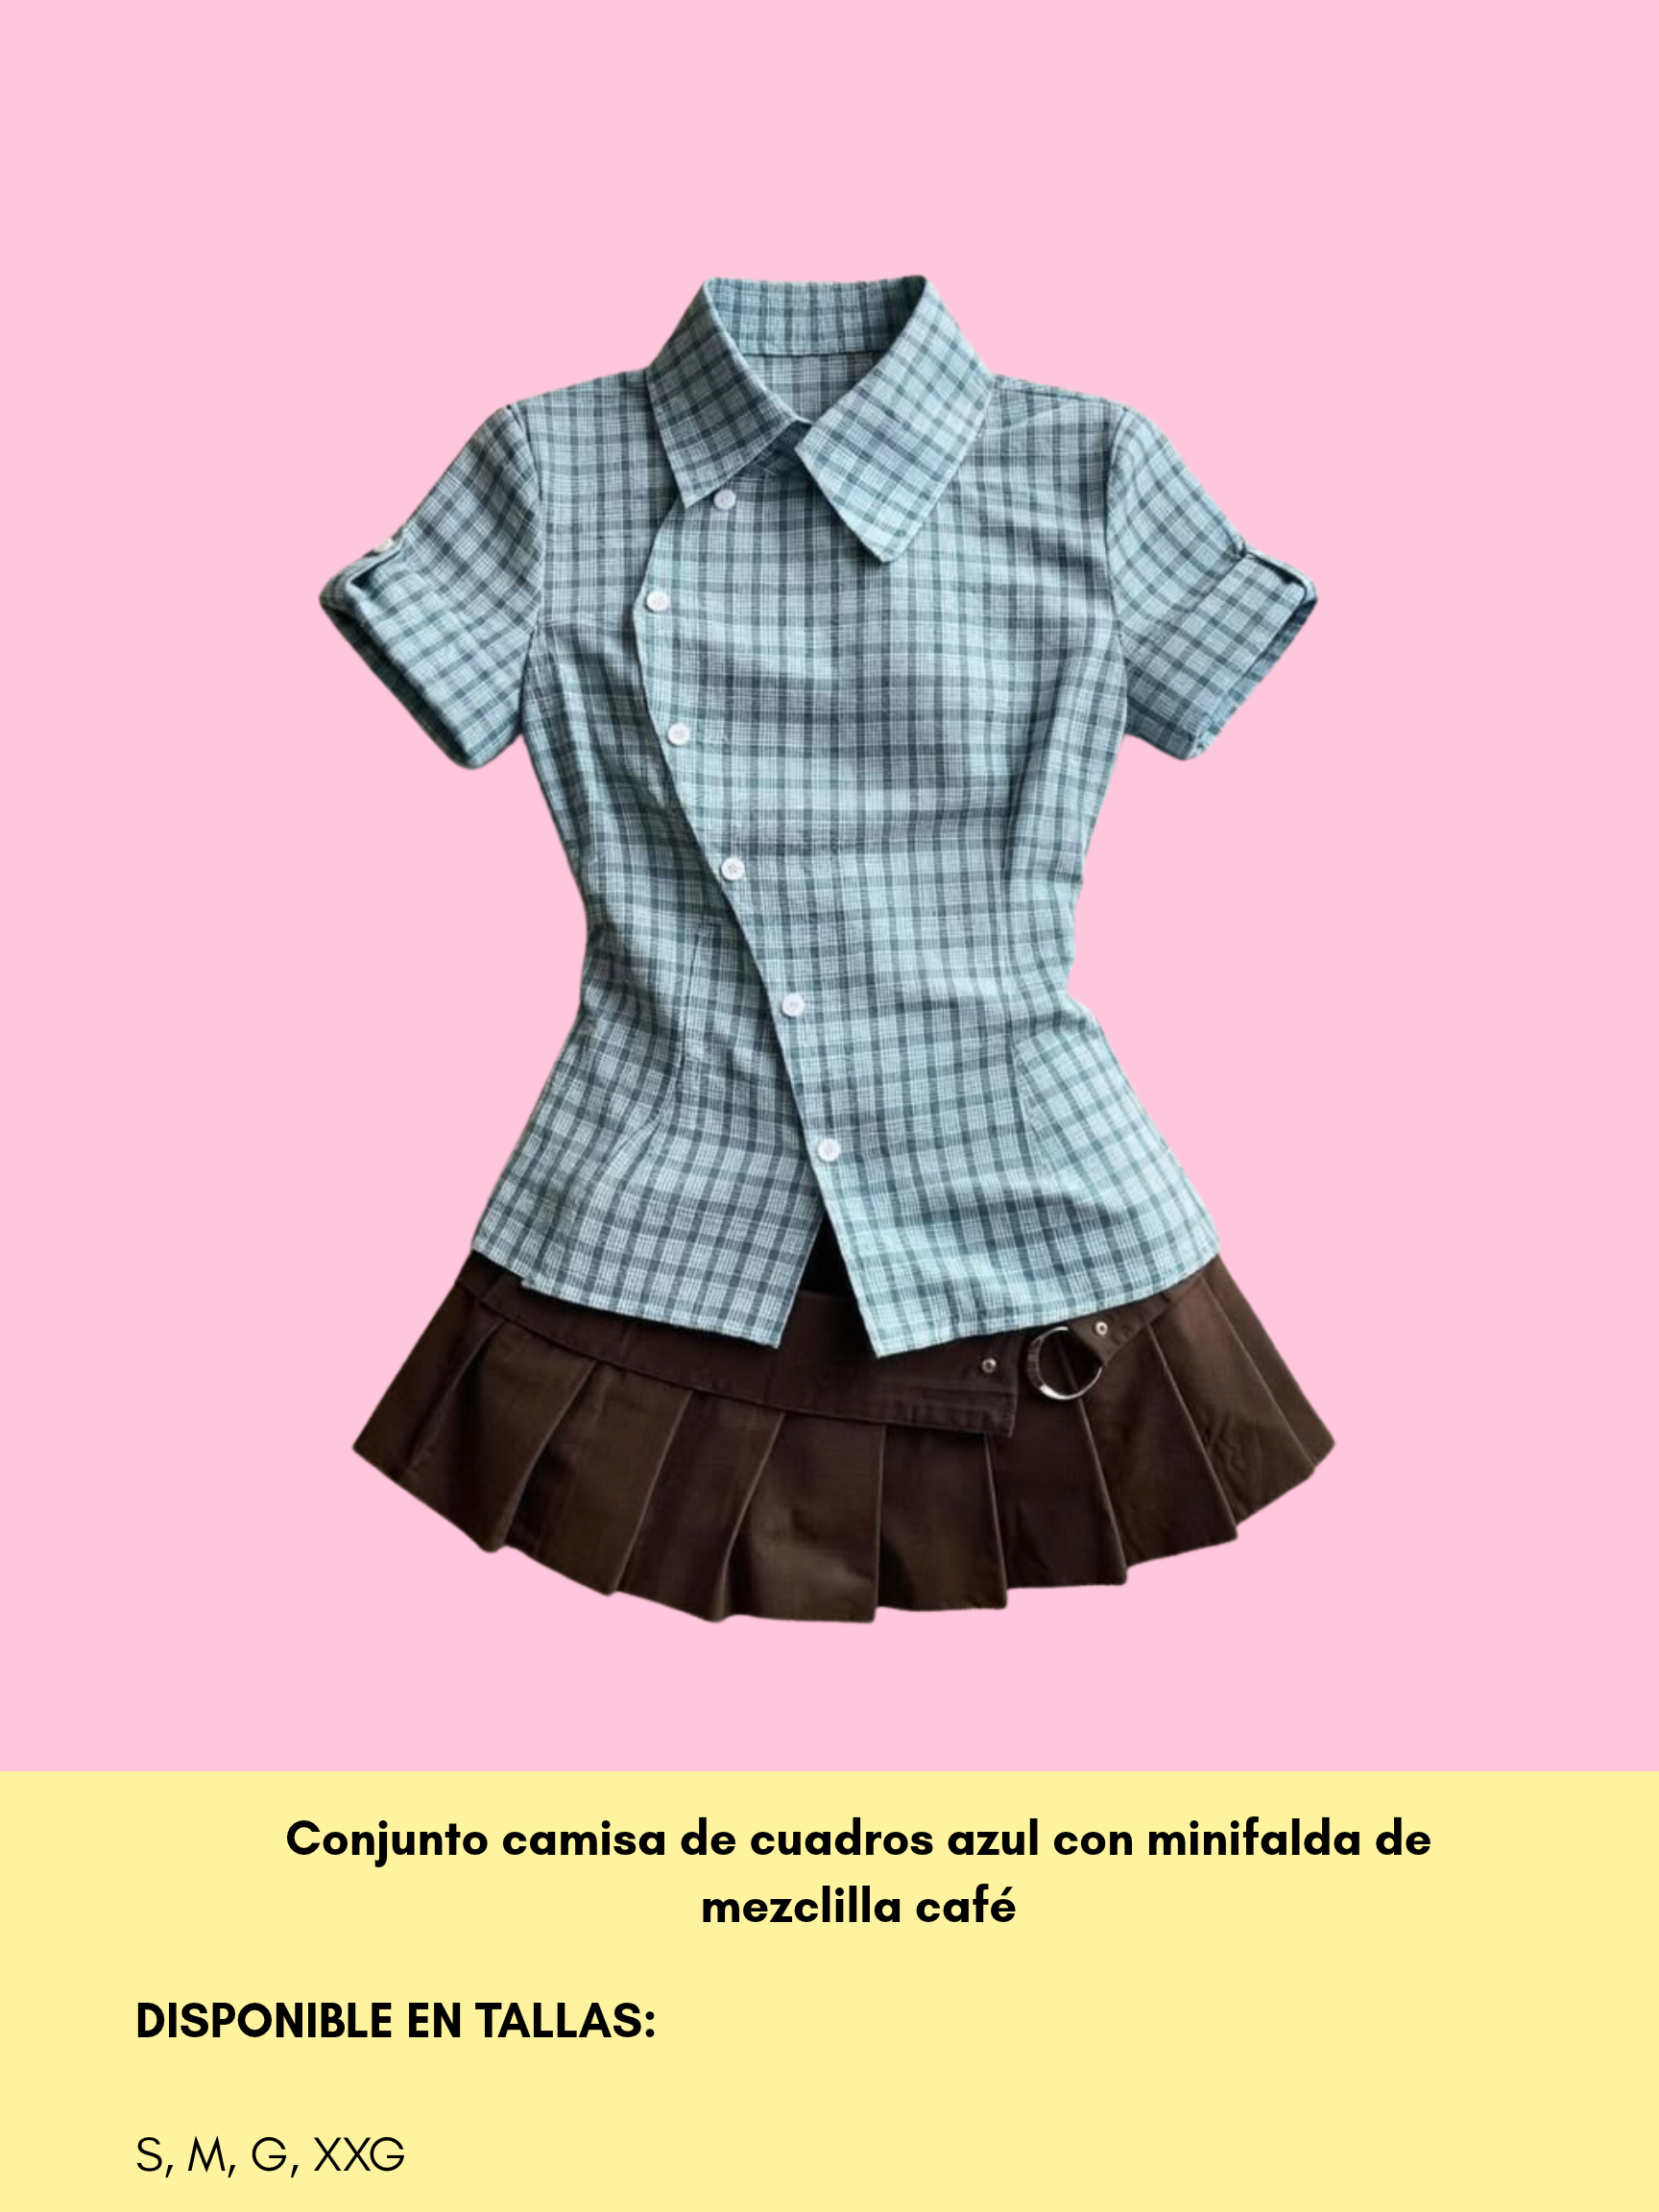 Conjunto camisa de cuadros azul con minifalda de
mezclilla café
DISPONIBLE EN TALLAS:
S, M, G, XXG